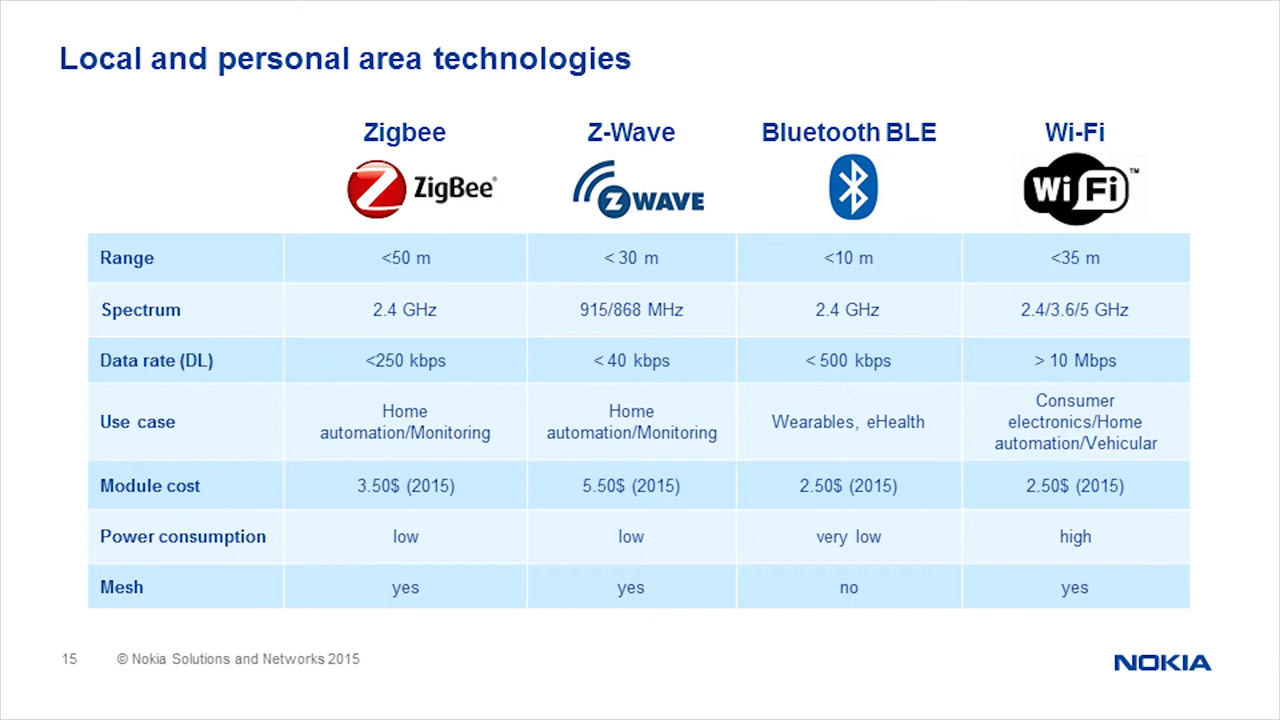 Local and personal area technologies
Zigbee Z-Wave Bluetooth BLE Wi-Fi
ZigBee® Z WAVE Wi Fi™
Range <50 m < 30 m <10 m <35 m
Spectrum 2.4 GHz 915/868 MHz 2.4 GHz 2.4/3.6/5 GHz
Data rate (DL) <250 kbps < 40 kbps < 500 kbps > 10 Mbps
Use case Home automation/Monitoring Home automation/Monitoring Wearables, eHealth Consumer electronics/Home automation/Vehicular
Module cost 3.50$ (2015) 5.50$ (2015) 2.50$ (2015) 2.50$ (2015)
Power consumption low low very low high
Mesh yes yes no yes
15 © Nokia Solutions and Networks 2015 NOKIA